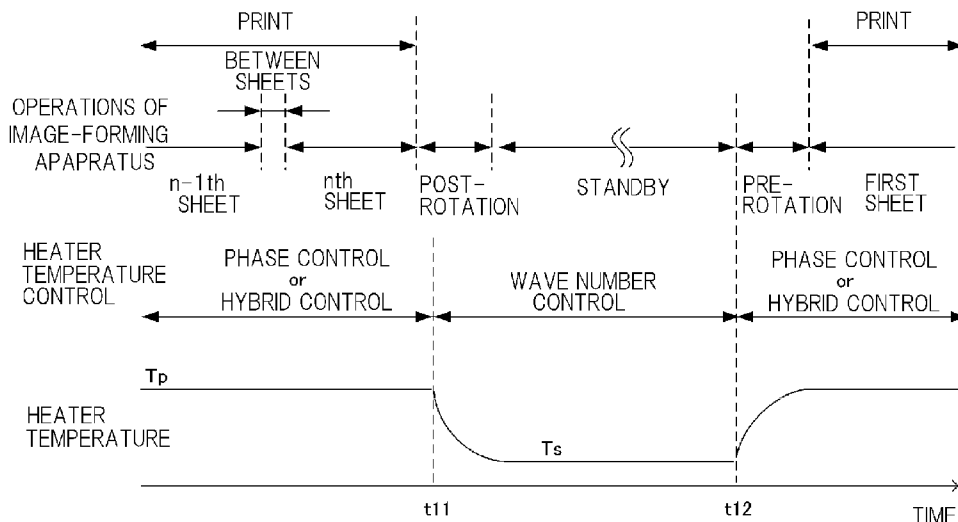 PRINT
PRINT
BETWEEN
SHEETS
OPERATIONS OF
IMAGE-FORMING
APAPRATUS
n-1th
SHEET
nth
SHEET
POST-
ROTATION
STANDBY
PRE-
ROTATION
FIRST
SHEET
HEATER
TEMPERATURE
CONTROL
PHASE CONTROL
or
HYBRID CONTROL
WAVE NUMBER
CONTROL
PHASE CONTROL
or
HYBRID CONTROL
Tp
HEATER
TEMPERATURE
Ts
t11
t12
TIME